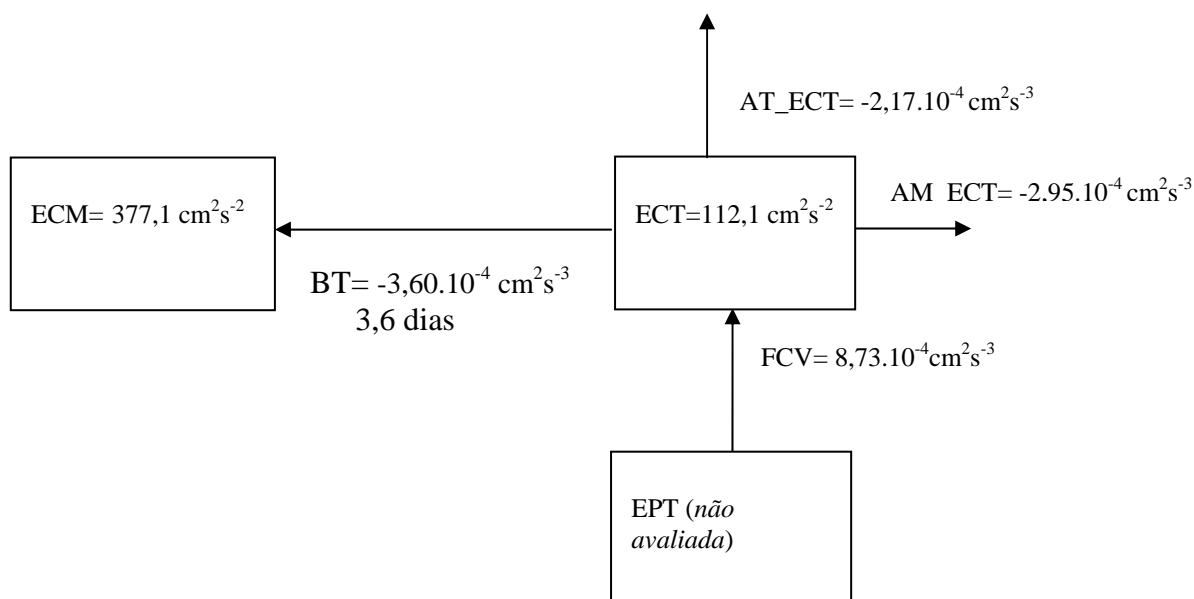 AT_ECT= -2,17.10⁻⁴ cm²s⁻³
ECM= 377,1 cm²s⁻²
ECT=112,1 cm²s⁻²
AM ECT= -2.95.10⁻⁴ cm²s⁻³
BT= -3,60.10⁻⁴ cm²s⁻³
3,6 dias
FCV= 8,73.10⁻⁴cm²s⁻³
EPT (não
avaliada)